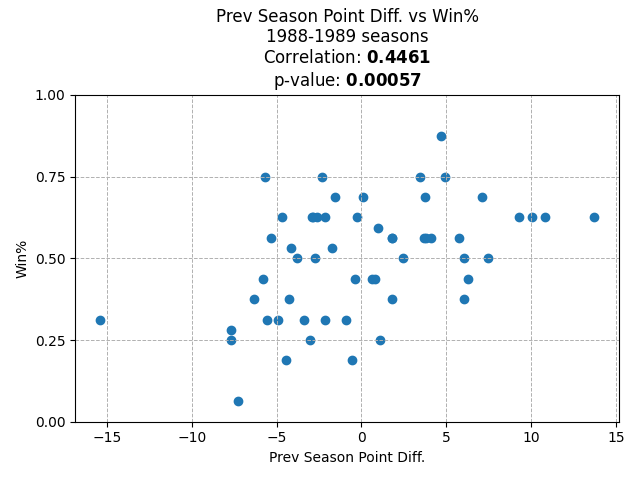 Prev Season Point Diff. vs Win%
1988-1989 seasons
Correlation: 0.4461
p-value: 0.00057
1.00
0.75
0.50
0.25
0.00
Win%
−15
−10
−5
0
5
10
15
Prev Season Point Diff.